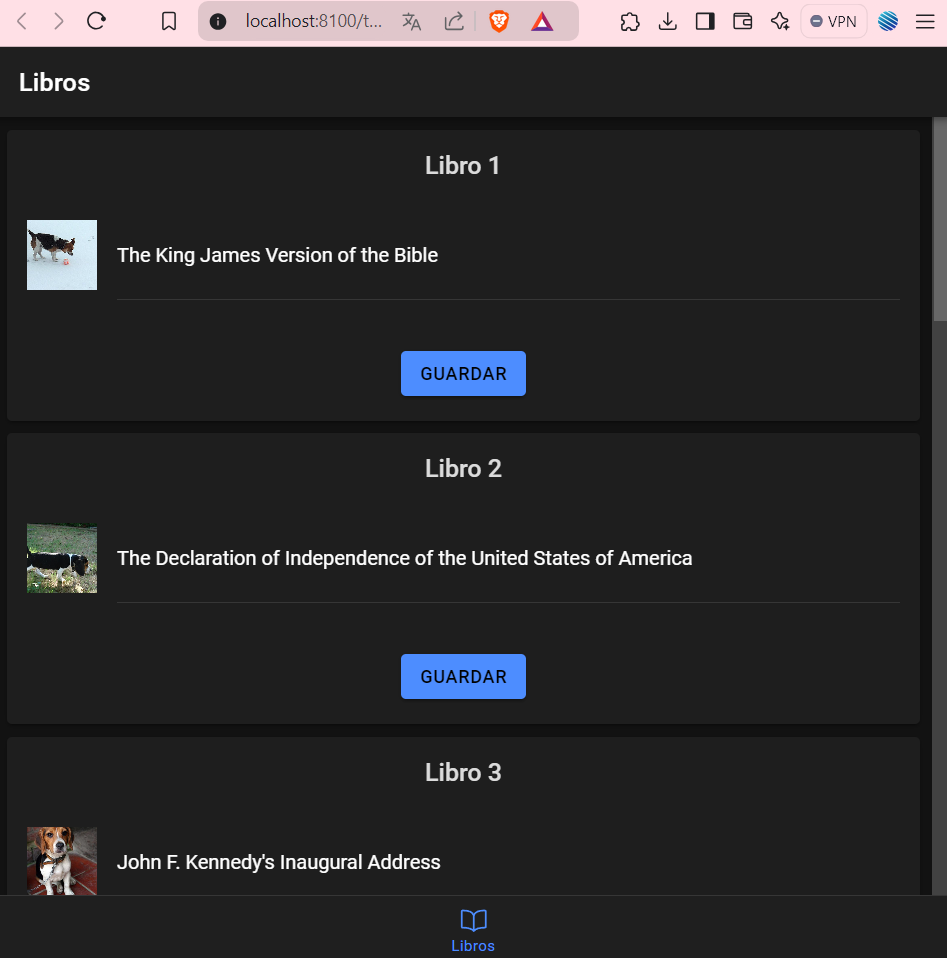 localhost:8100/t...
VPN
Libros
Libro 1
The King James Version of the Bible
GUARDAR
Libro 2
The Declaration of Independence of the United States of America
GUARDAR
Libro 3
John F. Kennedy's Inaugural Address
Libros